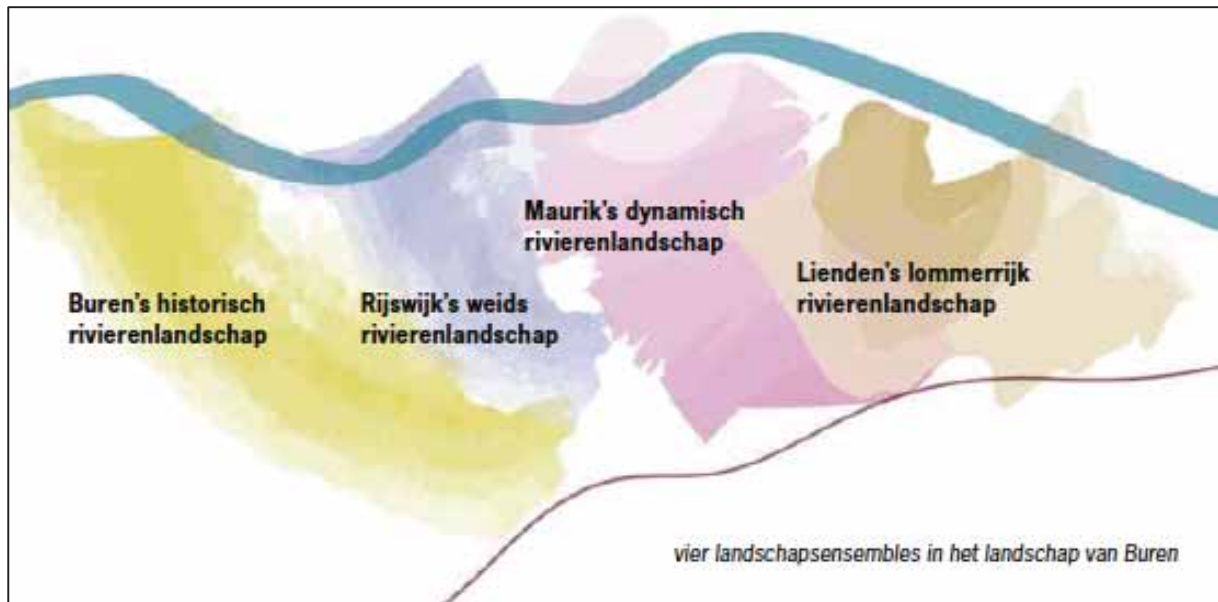 Maurik's dynamisch
rivierenlandschap
Lienden's lommerrijk
rivierenlandschap
Buren's historisch
rivierenlandschap
Rijswijk's weids
rivierenlandschap
vier landschapsensembles in het landschap van Buren